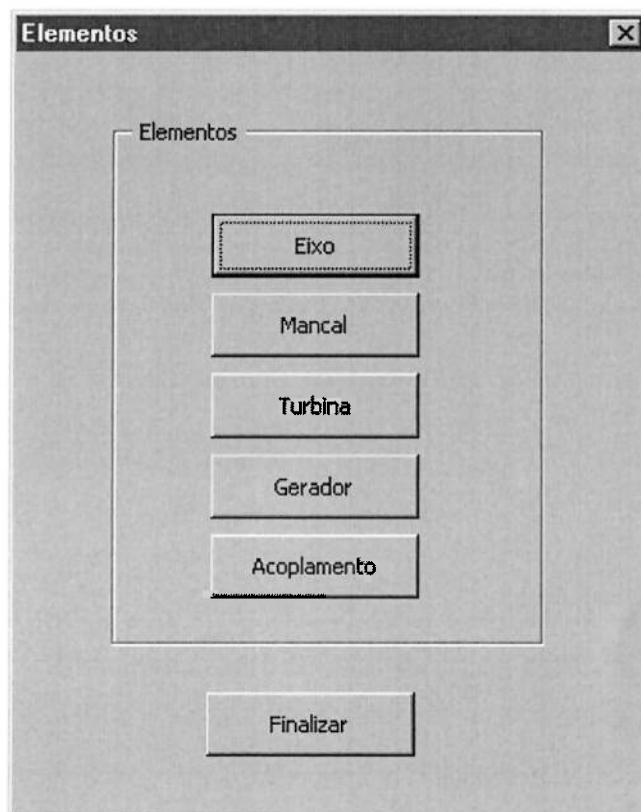 Elementos
Elementos
Eixo
Mancal
Turbina
Gerador
Acoplamento
Finalizar